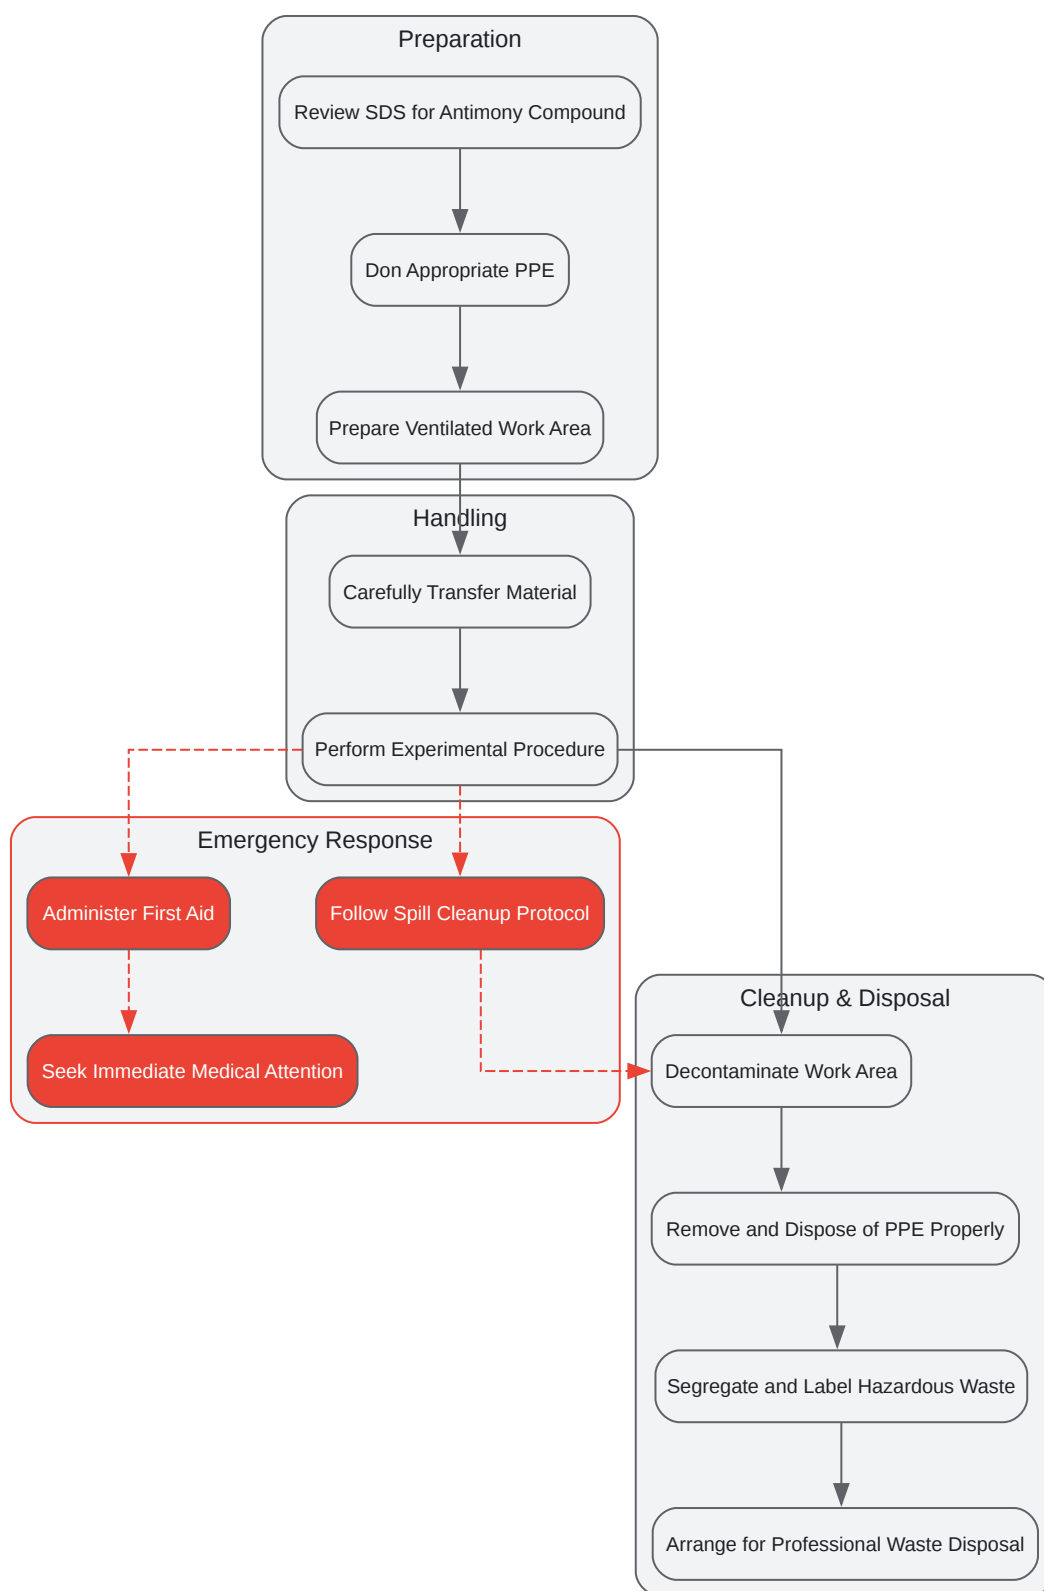 Preparation
Review SDS for Antimony Compound
Don Appropriate PPE
Prepare Ventilated Work Area
Handling
Carefully Transfer Material
Perform Experimental Procedure
Emergency Response
Administer First Aid
Follow Spill Cleanup Protocol
Seek Immediate Medical Attention
Cleanup & Disposal
Decontaminate Work Area
Remove and Dispose of PPE Properly
Segregate and Label Hazardous Waste
Arrange for Professional Waste Disposal